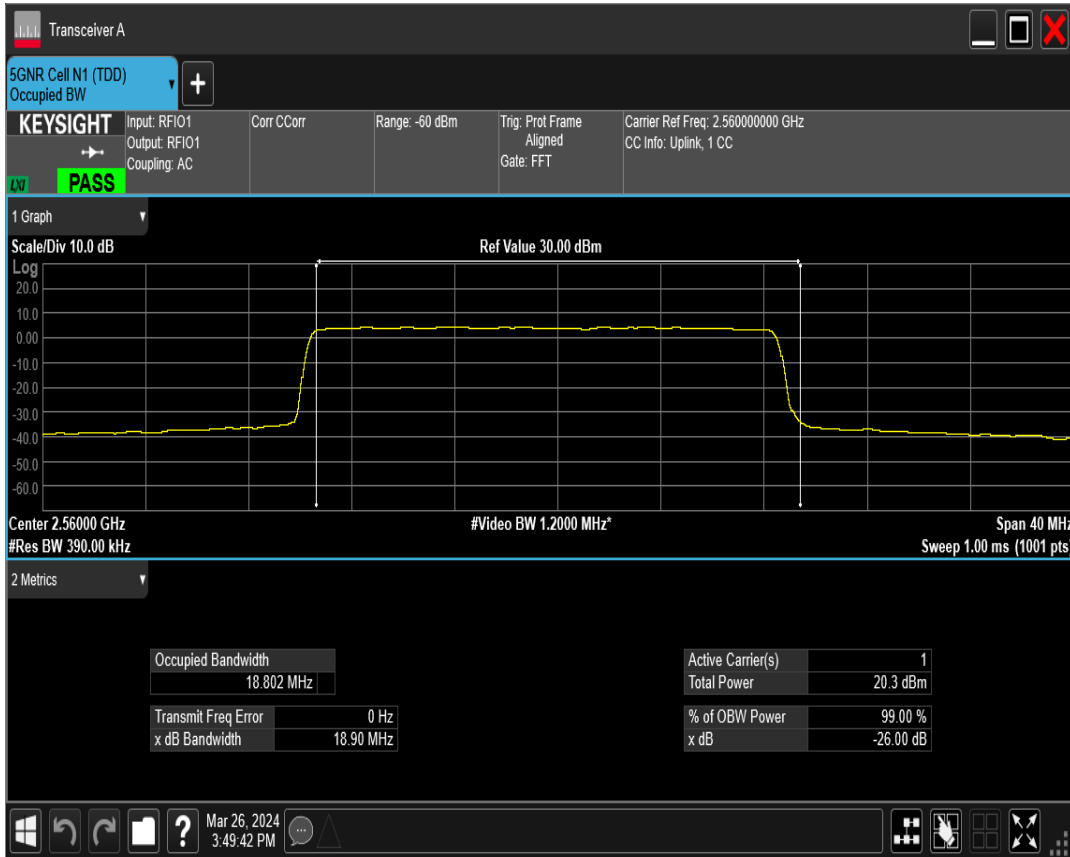 Transceiver A
5GNR Cell N1 (TDD)
Occupied BW
+
KEYSIGHT
LXI
PASS
Input: RFIO1
Output: RFIO1
Coupling: AC
Corr CCorr
Range: -60 dBm
Trig: Prot Frame
Aligned
Gate: FFT
Carrier Ref Freq: 2.560000000 GHz
CC Info: Uplink, 1 CC
1 Graph
Scale/Div 10.0 dB
Ref Value 30.00 dBm
Log
20.0
10.0
0.00
-10.0
-20.0
-30.0
-40.0
-50.0
-60.0
Center 2.56000 GHz
#Video BW 1.2000 MHz*
Span 40 MHz
#Res BW 390.00 kHz
Sweep 1.00 ms (1001 pts)
2 Metrics
Occupied Bandwidth
18.802 MHz
Transmit Freq Error 0 Hz
x dB Bandwidth 18.90 MHz
Active Carrier(s) 1
Total Power 20.3 dBm
% of OBW Power 99.00 %
x dB -26.00 dB
?
Mar 26, 2024
3:49:42 PM